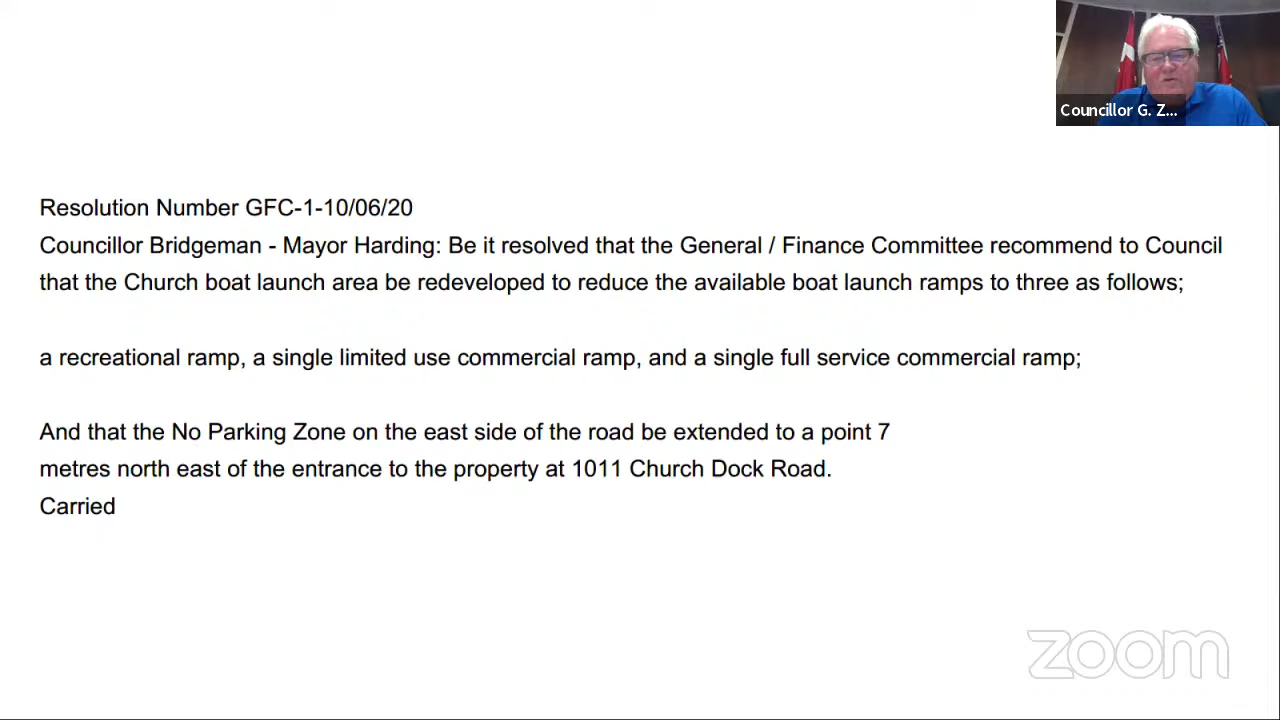 Councillor G. Z...
Resolution Number GFC-1-10/06/20
Councillor Bridgeman - Mayor Harding: Be it resolved that the General / Finance Committee recommend to Council
that the Church boat launch area be redeveloped to reduce the available boat launch ramps to three as follows;
a recreational ramp, a single limited use commercial ramp, and a single full service commercial ramp;
And that the No Parking Zone on the east side of the road be extended to a point 7
metres north east of the entrance to the property at 1011 Church Dock Road.
Carried
zoom